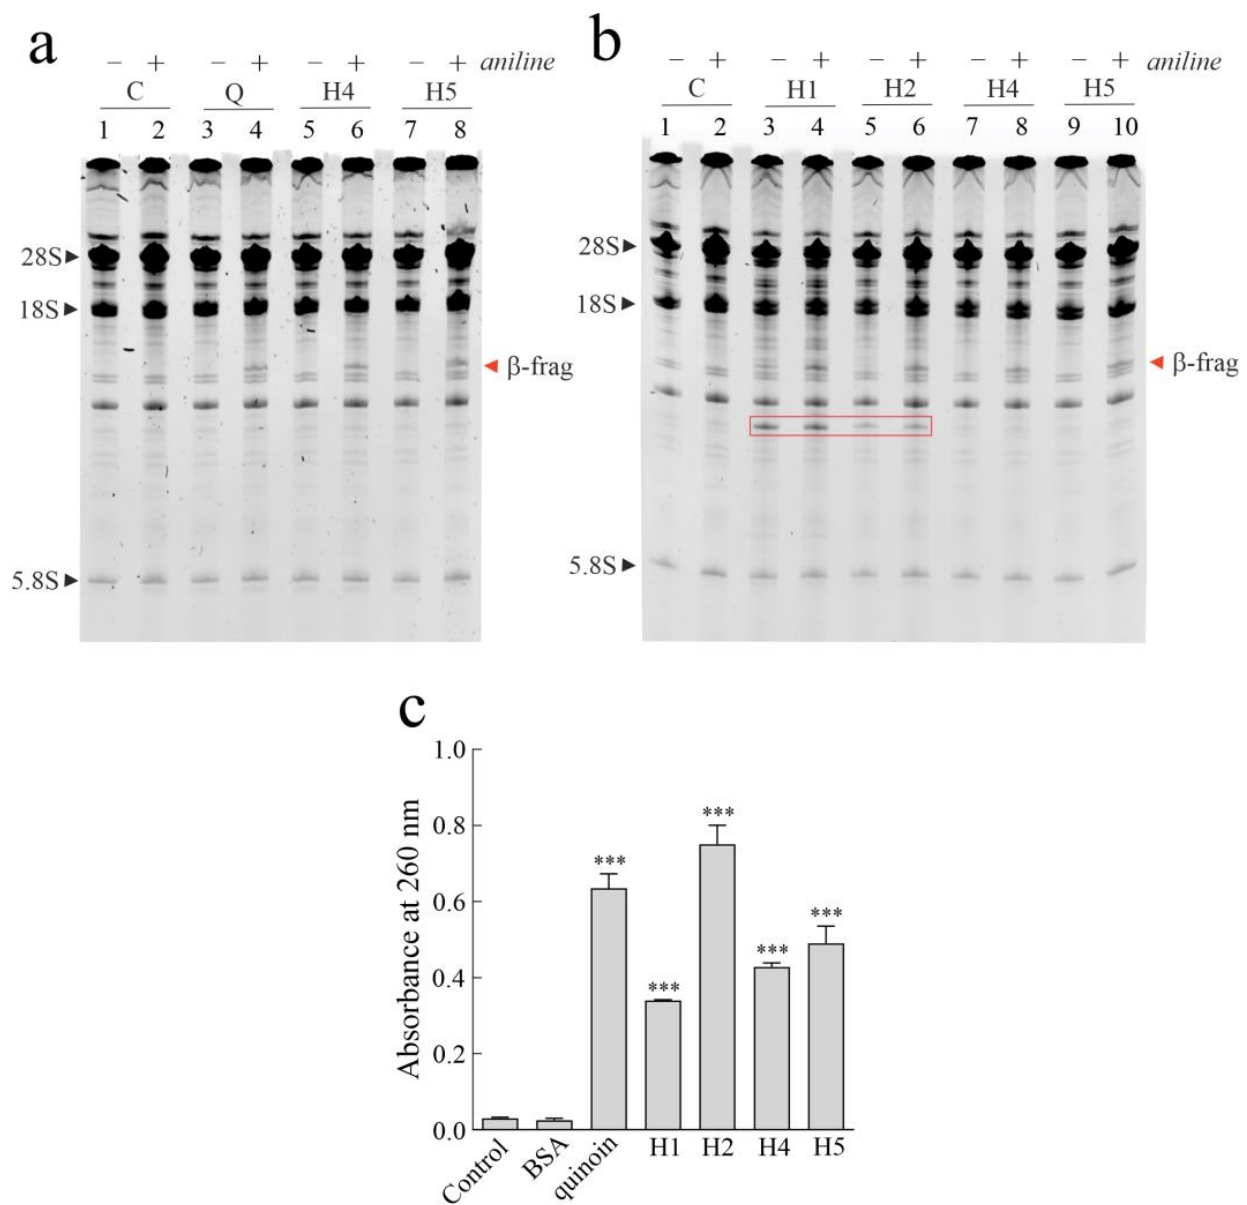 a
− + − + − + − + aniline
C Q H4 H5
1 2 3 4 5 6 7 8
28S
18S
β-frag
5.8S
b
− + − + − + − + − + aniline
C H1 H2 H4 H5
1 2 3 4 5 6 7 8 9 10
28S
18S
β-frag
5.8S
c
Absorbance at 260 nm
1.0
0.8
0.6
0.4
0.2
0.0
***
***
***
***
***
Control BSA quinoin H1 H2 H4 H5